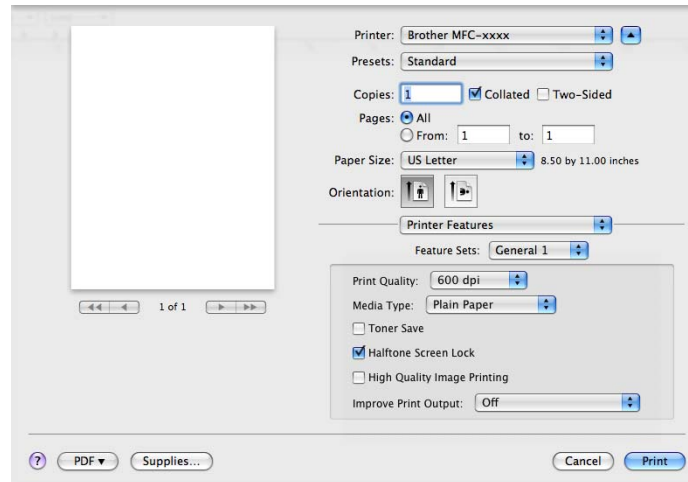 Printer: Brother MFC-xxxx
Presets: Standard
Copies: 1 Collated Two-Sided
Pages: All
From: 1 to: 1
Paper Size: US Letter 8.50 by 11.00 inches
Orientation:
Printer Features
Feature Sets: General 1
Print Quality: 600 dpi
Media Type: Plain Paper
Toner Save
Halftone Screen Lock
High Quality Image Printing
Improve Print Output: Off
1 of 1
? PDF▼ Supplies... Cancel Print